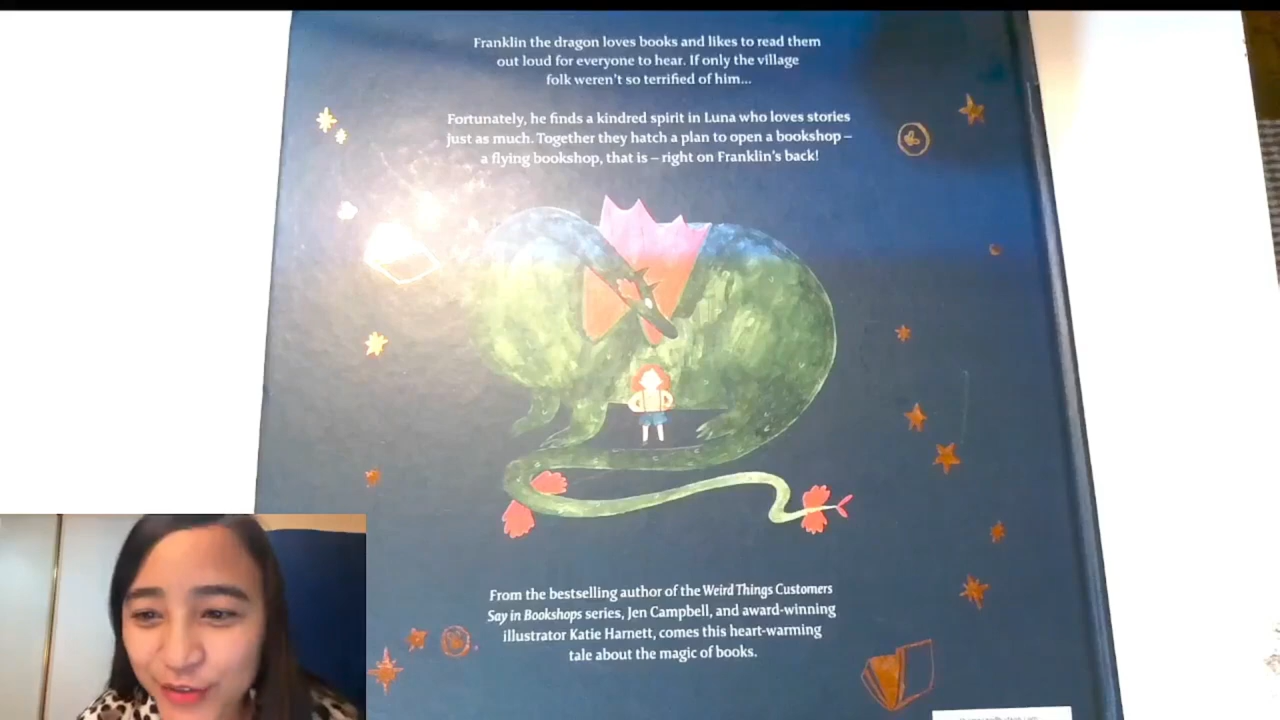 Franklin the dragon loves books and likes to read them
out loud for everyone to hear. If only the village
folk weren't so terrified of him...
Fortunately, he finds a kindred spirit in Luna who loves stories
just as much. Together they hatch a plan to open a bookshop –
a flying bookshop, that is – right on Franklin's back!
From the bestselling author of the Weird Things Customers
Say in Bookshops series, Jen Campbell, and award-winning
illustrator Katie Harnett, comes this heart-warming
tale about the magic of books.